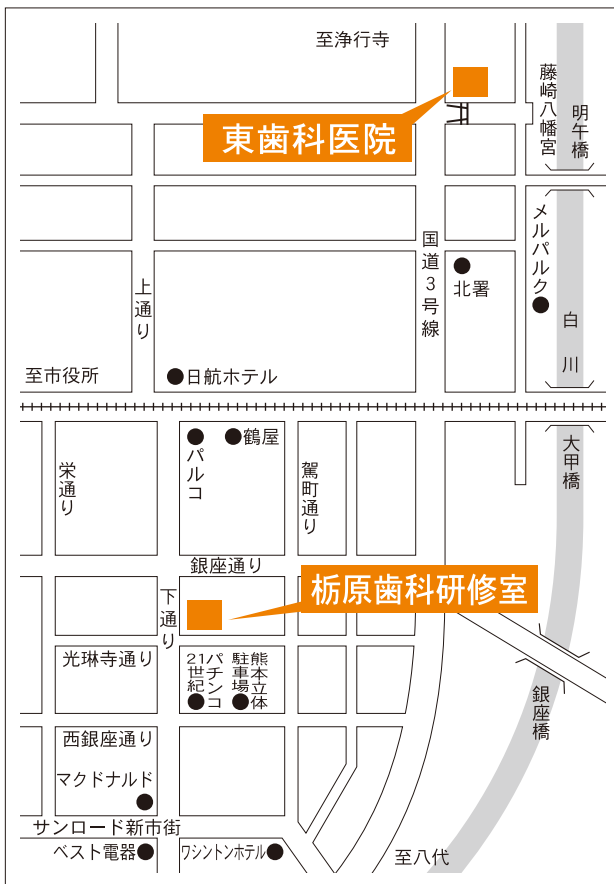 至浄行寺
藤崎八幡宮
明午橋
東歯科医院
国道3号線
メルパルク
北署
上通り
白川
至市役所
日航ホテル
パルコ
鶴屋
栄通り
駕町通り
大甲橋
銀座通り
下通り
栃原歯科研修室
光琳寺通り
21世紀
パチンコ
駐車場
熊本立体
銀座橋
西銀座通り
マクドナルド
サンロード新市街
ベスト電器
ワシントンホテル
至八代